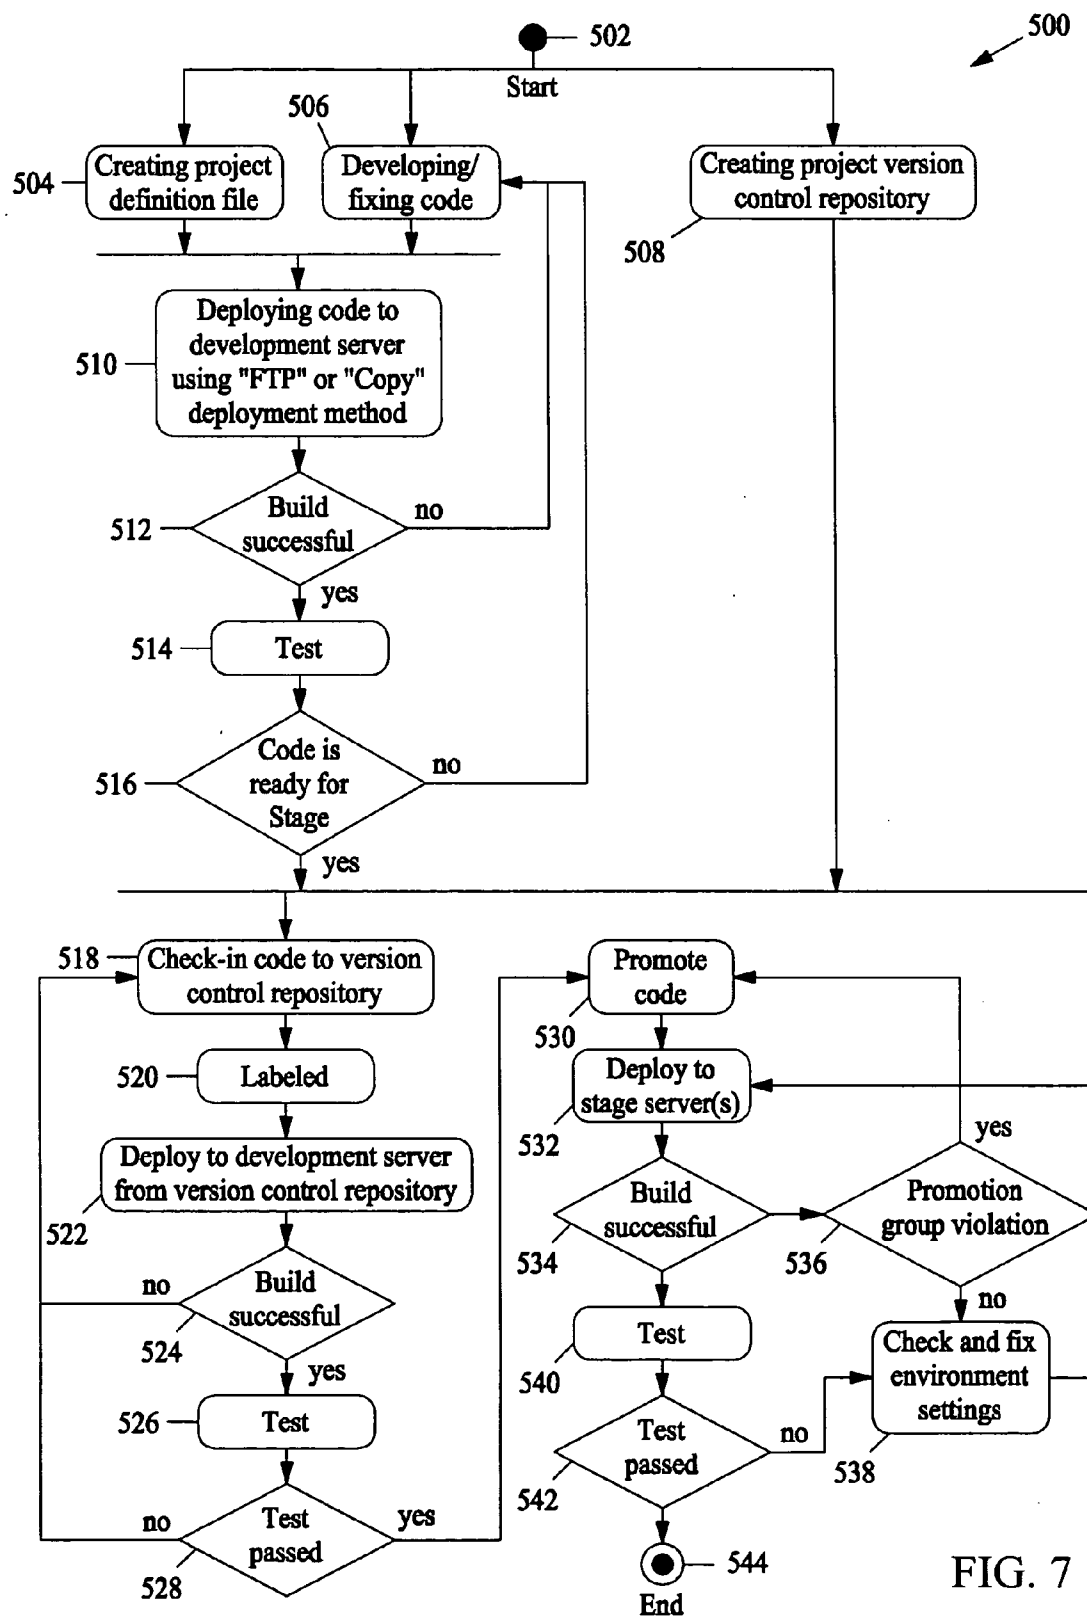 500
502
Start
506
504
Creating project
definition file
Developing/
fixing code
Creating project version
control repository
508
510
Deploying code to
development server
using "FTP" or "Copy"
deployment method
512
Build
successful
no
yes
514
Test
516
Code is
ready for
Stage
no
yes
518
Check-in code to version
control repository
520
Labeled
Deploy to development server
from version control repository
522
Build
successful
no
524
yes
526
Test
Test
passed
no
yes
528
Promote
code
530
Deploy to
stage server(s)
532
Build
successful
534
yes
Promotion
group violation
536
no
Test
540
Check and fix
environment
settings
538
Test
passed
no
542
544
End
FIG. 7